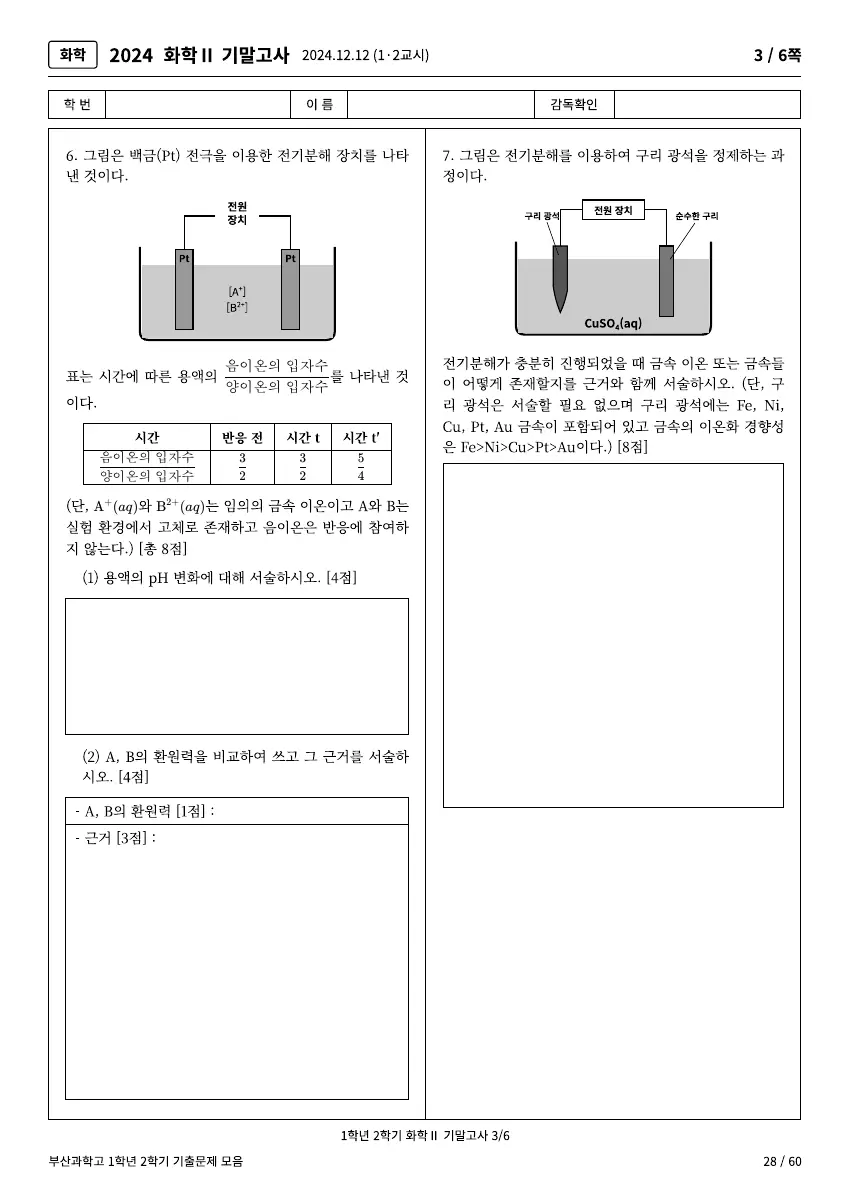 화학 2024 화학Ⅱ 기말고사 2024.12.12 (1·2교시) 3 / 6쪽
학 번 이 름 감독확인
6. 그림은 백금(Pt) 전극을 이용한 전기분해 장치를 나타
낸 것이다.
전원
장치
Pt Pt
[A⁺]
[B²⁺]
표는 시간에 따른 용액의 음이온의 입자수/양이온의 입자수를 나타낸 것
이다.
시간 반응 전 시간 t 시간 t′
음이온의 입자수/양이온의 입자수 3/2 3/2 5/4
(단, A⁺(aq)와 B²⁺(aq)는 임의의 금속 이온이고 A와 B는
실험 환경에서 고체로 존재하고 음이온은 반응에 참여하
지 않는다.) [총 8점]
(1) 용액의 pH 변화에 대해 서술하시오. [4점]
(2) A, B의 환원력을 비교하여 쓰고 그 근거를 서술하
시오. [4점]
- A, B의 환원력 [1점] :
- 근거 [3점] :
7. 그림은 전기분해를 이용하여 구리 광석을 정제하는 과
정이다.
구리 광석 전원 장치 순수한 구리
CuSO₄(aq)
전기분해가 충분히 진행되었을 때 금속 이온 또는 금속들
이 어떻게 존재할지를 근거와 함께 서술하시오. (단, 구
리 광석은 서술할 필요 없으며 구리 광석에는 Fe, Ni,
Cu, Pt, Au 금속이 포함되어 있고 금속의 이온화 경향성
은 Fe>Ni>Cu>Pt>Au이다.) [8점]
1학년 2학기 화학Ⅱ 기말고사 3/6
부산과학고 1학년 2학기 기출문제 모음 28 / 60